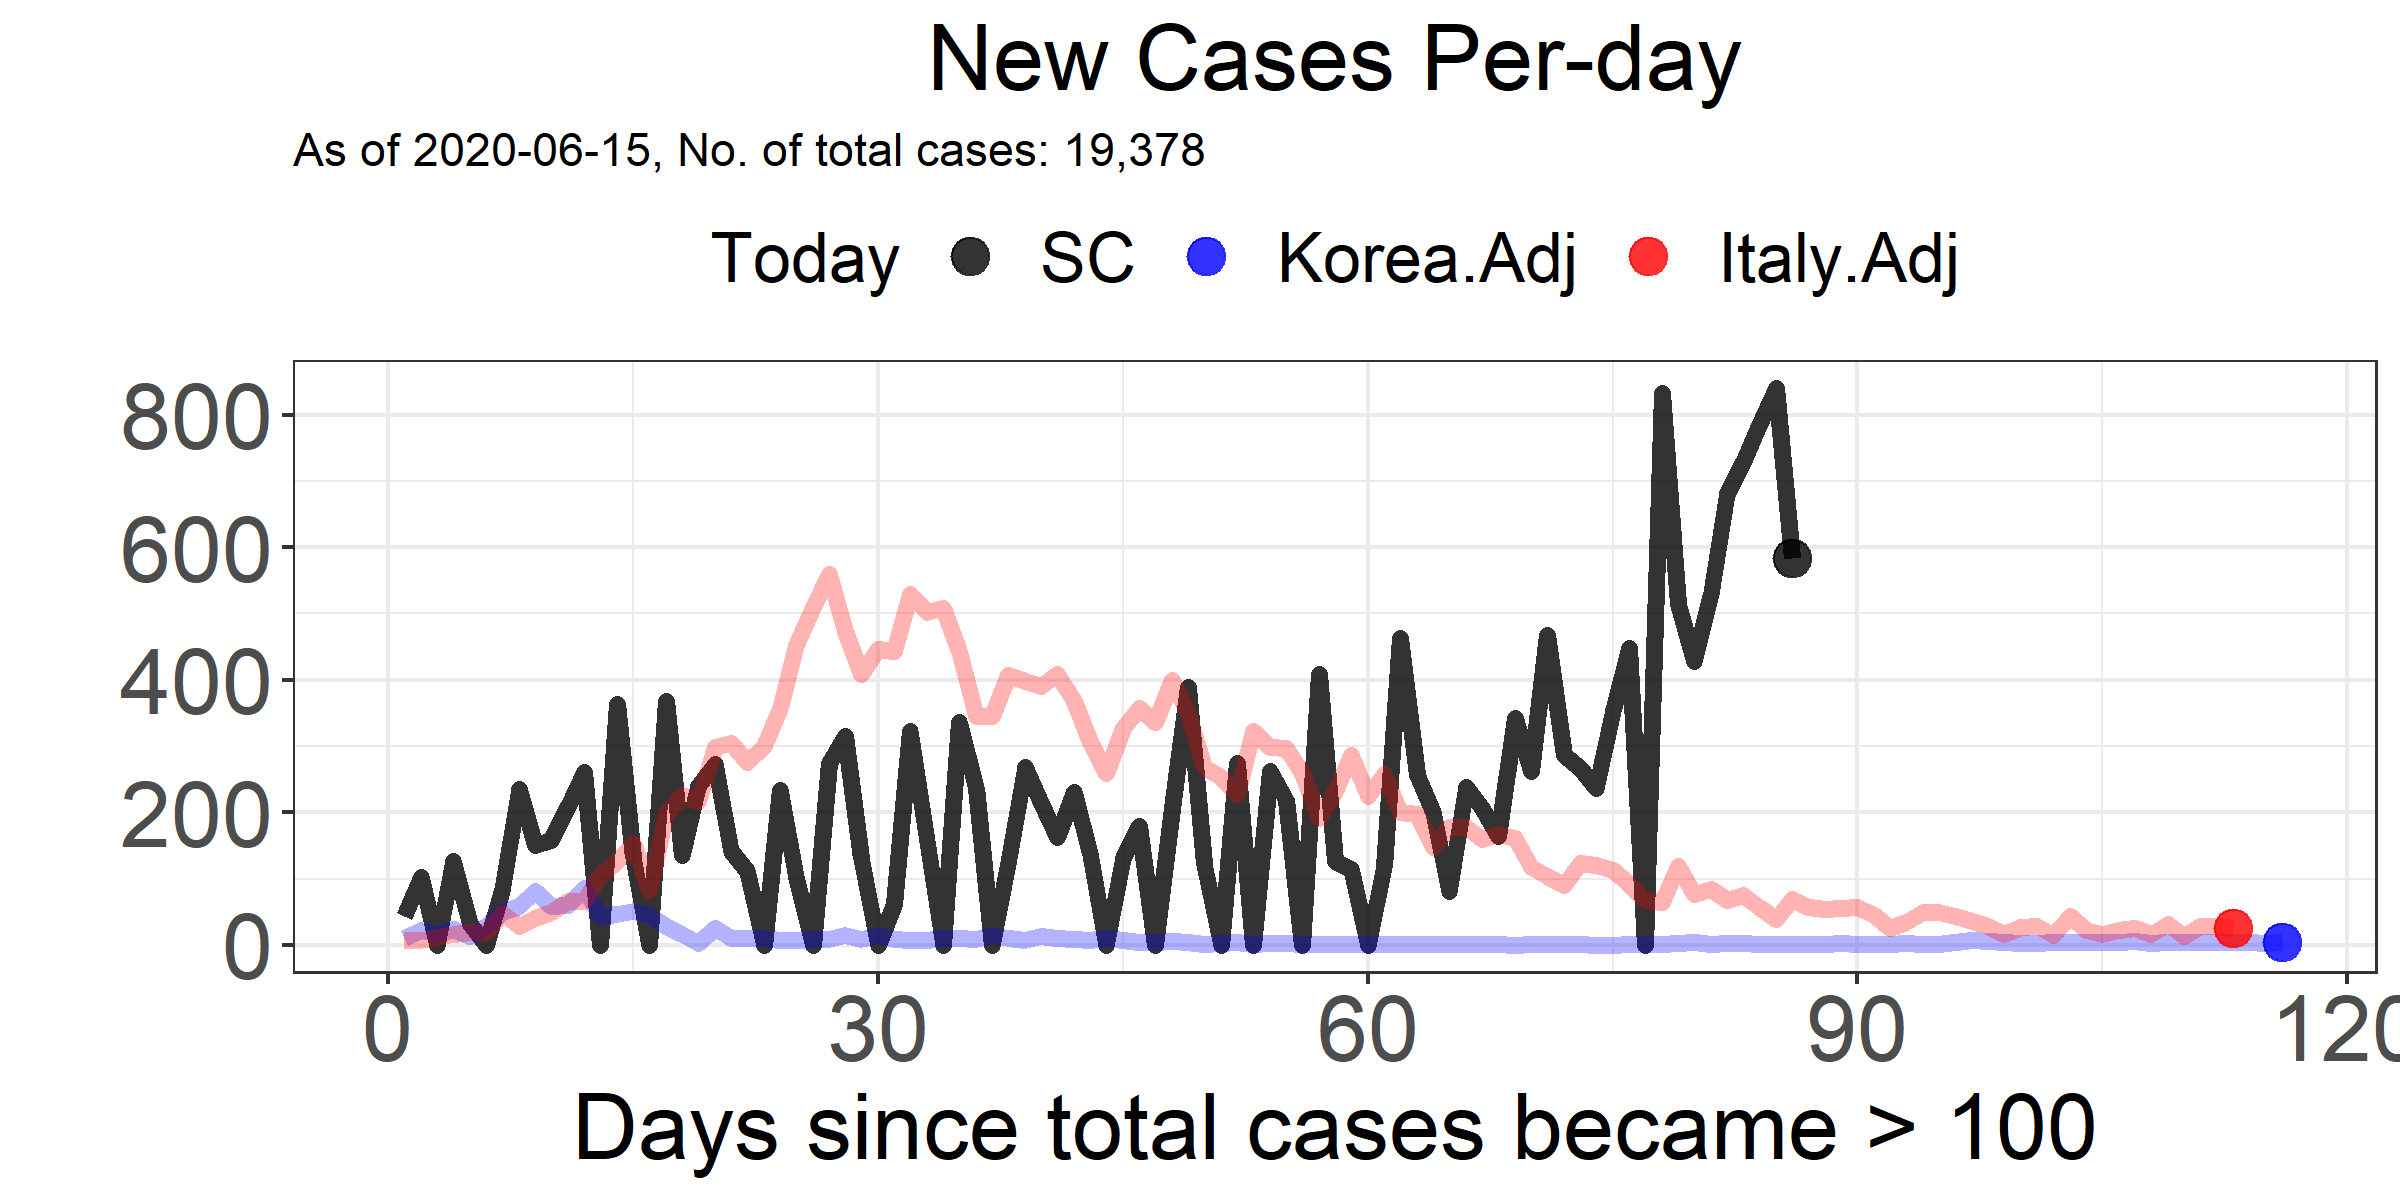 New Cases Per-day
As of 2020-06-15, No. of total cases: 19,378
Today SC Korea.Adj Italy.Adj
800
600
400
200
0
0 30 60 90 120
Days since total cases became > 100